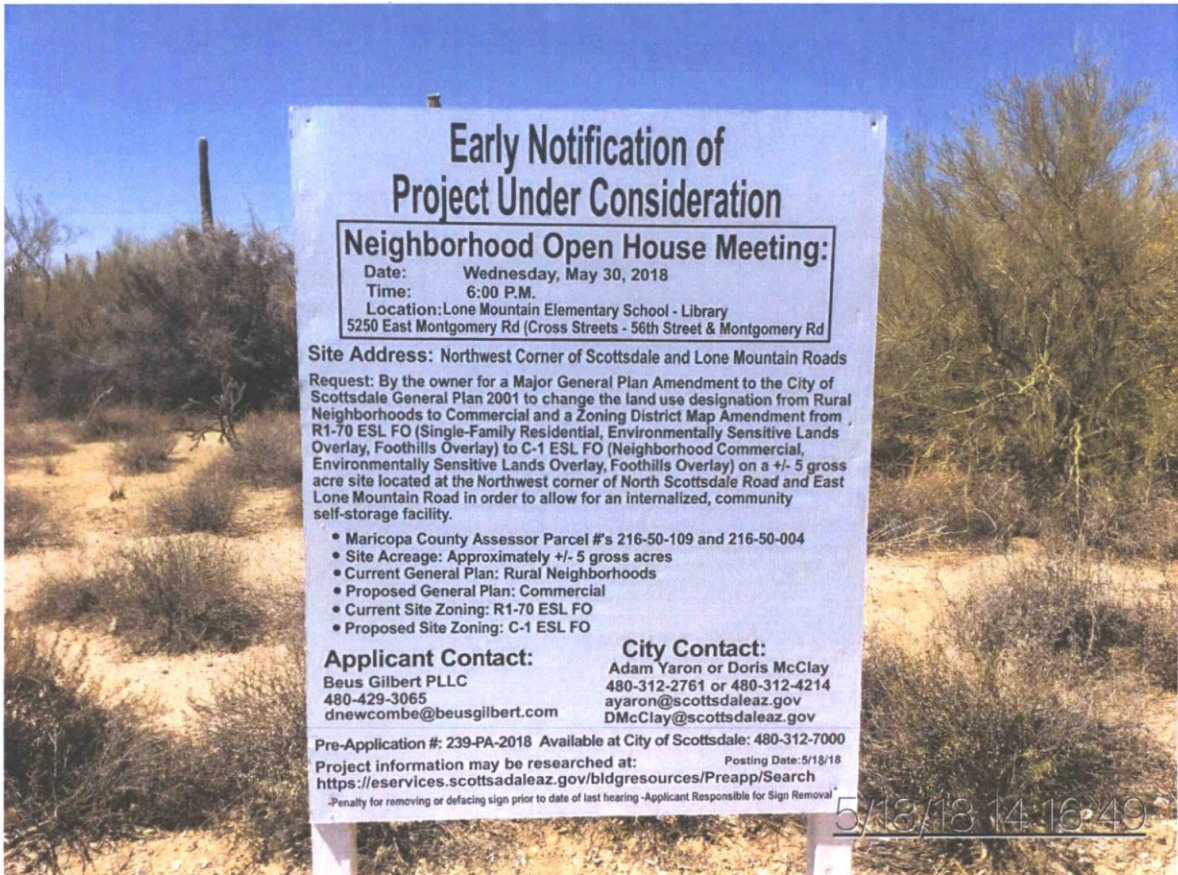 Early Notification of
Project Under Consideration
Neighborhood Open House Meeting:
Date: Wednesday, May 30, 2018
Time: 6:00 P.M.
Location:Lone Mountain Elementary School - Library
5250 East Montgomery Rd (Cross Streets - 56th Street & Montgomery Rd
Site Address: Northwest Corner of Scottsdale and Lone Mountain Roads
Request: By the owner for a Major General Plan Amendment to the City of
Scottsdale General Plan 2001 to change the land use designation from Rural
Neighborhoods to Commercial and a Zoning District Map Amendment from
R1-70 ESL FO (Single-Family Residential, Environmentally Sensitive Lands
Overlay, Foothills Overlay) to C-1 ESL FO (Neighborhood Commercial,
Environmentally Sensitive Lands Overlay, Foothills Overlay) on a +/- 5 gross
acre site located at the Northwest corner of North Scottsdale Road and East
Lone Mountain Road in order to allow for an internalized, community
self-storage facility.
• Maricopa County Assessor Parcel #'s 216-50-109 and 216-50-004
• Site Acreage: Approximately +/- 5 gross acres
• Current General Plan: Rural Neighborhoods
• Proposed General Plan: Commercial
• Current Site Zoning: R1-70 ESL FO
• Proposed Site Zoning: C-1 ESL FO
Applicant Contact:
Beus Gilbert PLLC
480-429-3065
dnewcombe@beusgilbert.com
City Contact:
Adam Yaron or Doris McClay
480-312-2761 or 480-312-4214
ayaron@scottsdaleaz.gov
DMcClay@scottsdaleaz.gov
Pre-Application #: 239-PA-2018 Available at City of Scottsdale: 480-312-7000
Project information may be researched at: Posting Date:5/18/18
https://eservices.scottsadaleaz.gov/bldgresources/Preapp/Search
-Penalty for removing or defacing sign prior to date of last hearing -Applicant Responsible for Sign Removal
5/18/18 14:16:49